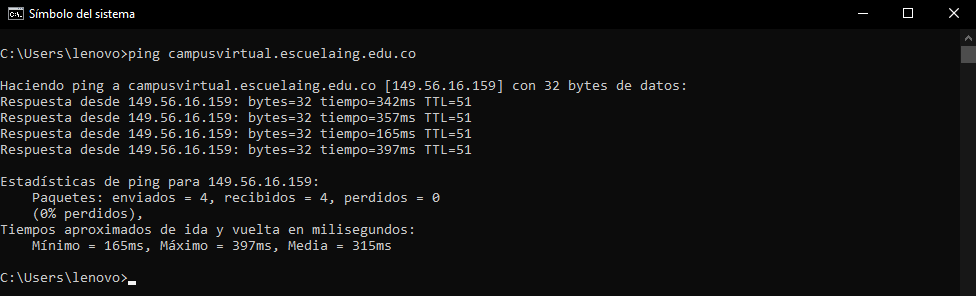 Símbolo del sistema
C:\Users\lenovo>ping campusvirtual.escuelaing.edu.co
Haciendo ping a campusvirtual.escuelaing.edu.co [149.56.16.159] con 32 bytes de datos:
Respuesta desde 149.56.16.159: bytes=32 tiempo=342ms TTL=51
Respuesta desde 149.56.16.159: bytes=32 tiempo=357ms TTL=51
Respuesta desde 149.56.16.159: bytes=32 tiempo=165ms TTL=51
Respuesta desde 149.56.16.159: bytes=32 tiempo=397ms TTL=51
Estadísticas de ping para 149.56.16.159:
    Paquetes: enviados = 4, recibidos = 4, perdidos = 0
    (0% perdidos),
Tiempos aproximados de ida y vuelta en milisegundos:
    Mínimo = 165ms, Máximo = 397ms, Media = 315ms
C:\Users\lenovo>